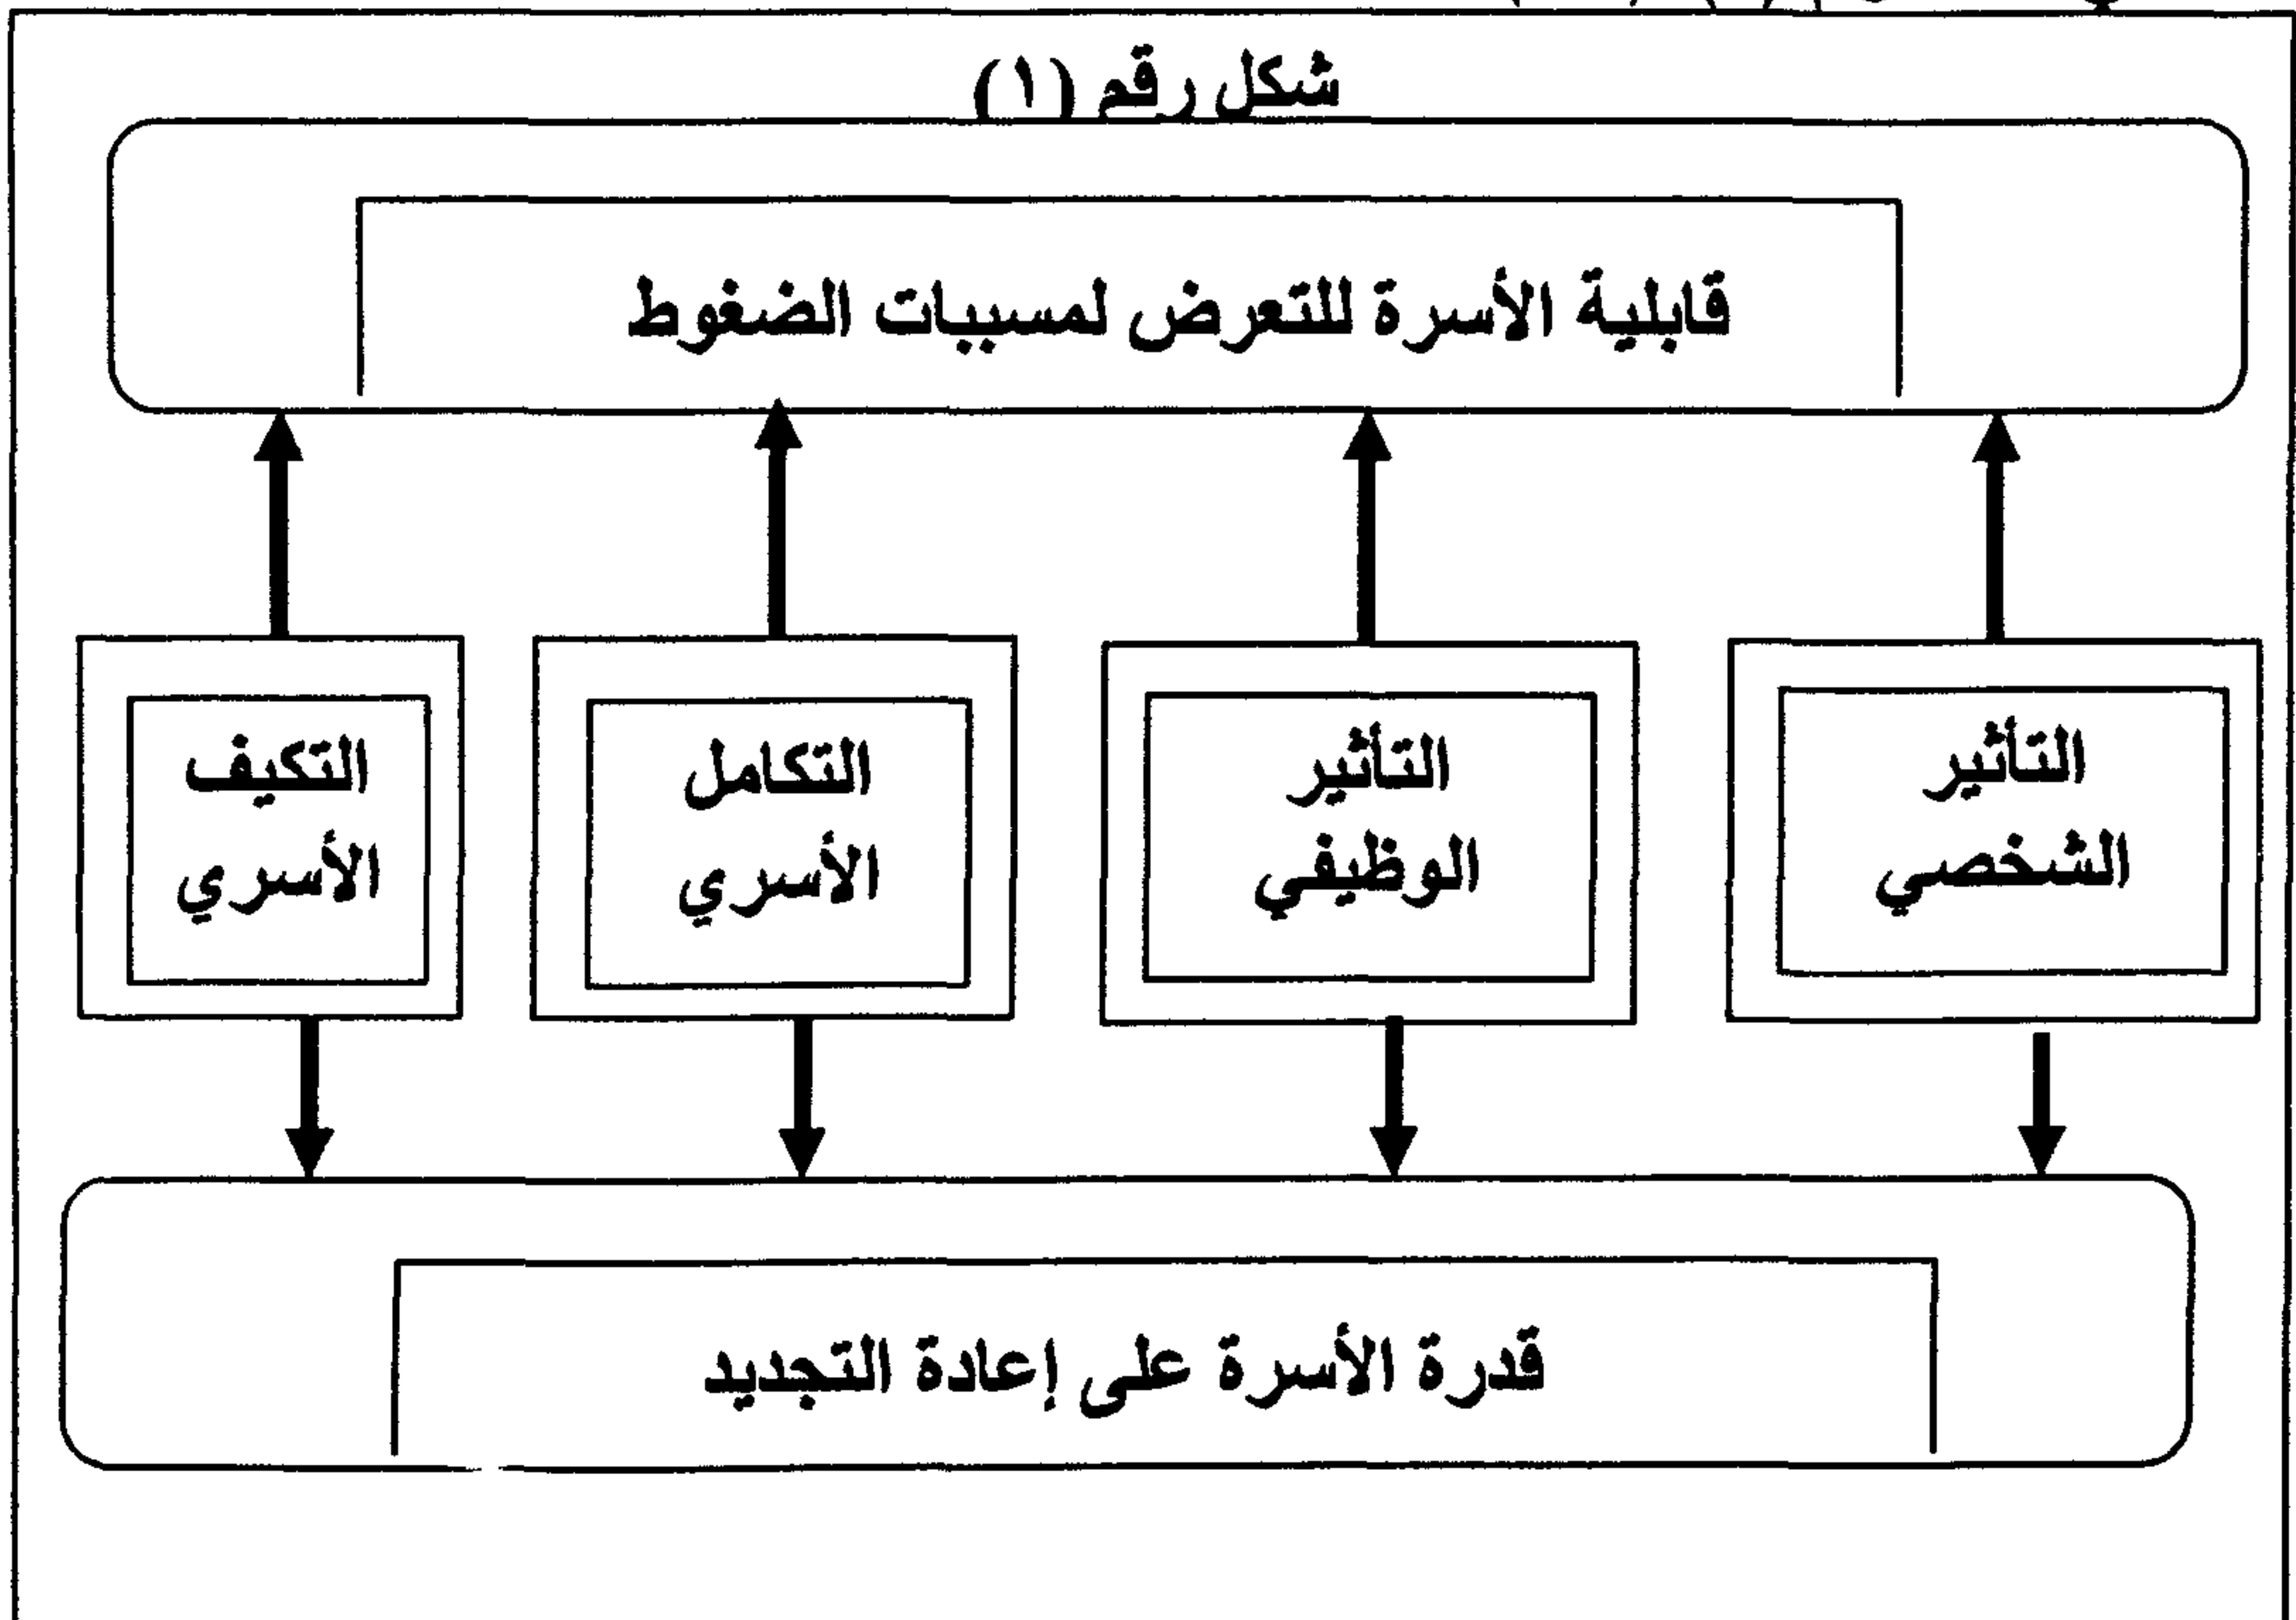 شكل رقم (١)
قابلية الأسرة للتعرض لمسببات الضغوط
التأثير
الشخصي
التأثير
الوظيفي
التكامل
الأسري
التكيف
الأسري
قدرة الأسرة على إعادة التجديد